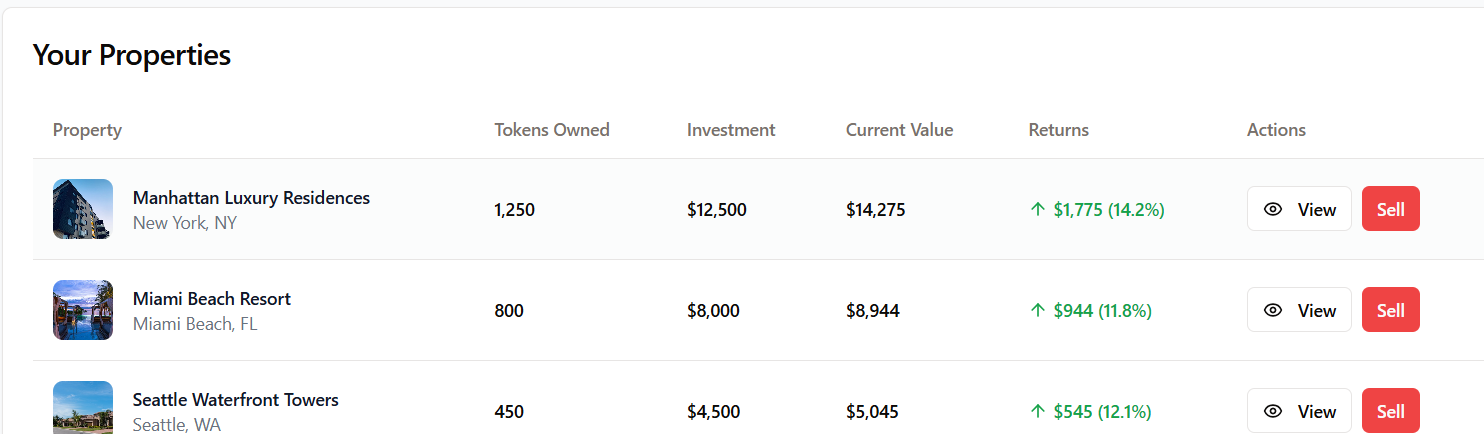 Your Properties
Property Tokens Owned Investment Current Value Returns Actions
Manhattan Luxury Residences
New York, NY
1,250 $12,500 $14,275 ↑ $1,775 (14.2%) View Sell
Miami Beach Resort
Miami Beach, FL
800 $8,000 $8,944 ↑ $944 (11.8%) View Sell
Seattle Waterfront Towers
Seattle, WA
450 $4,500 $5,045 ↑ $545 (12.1%) View Sell